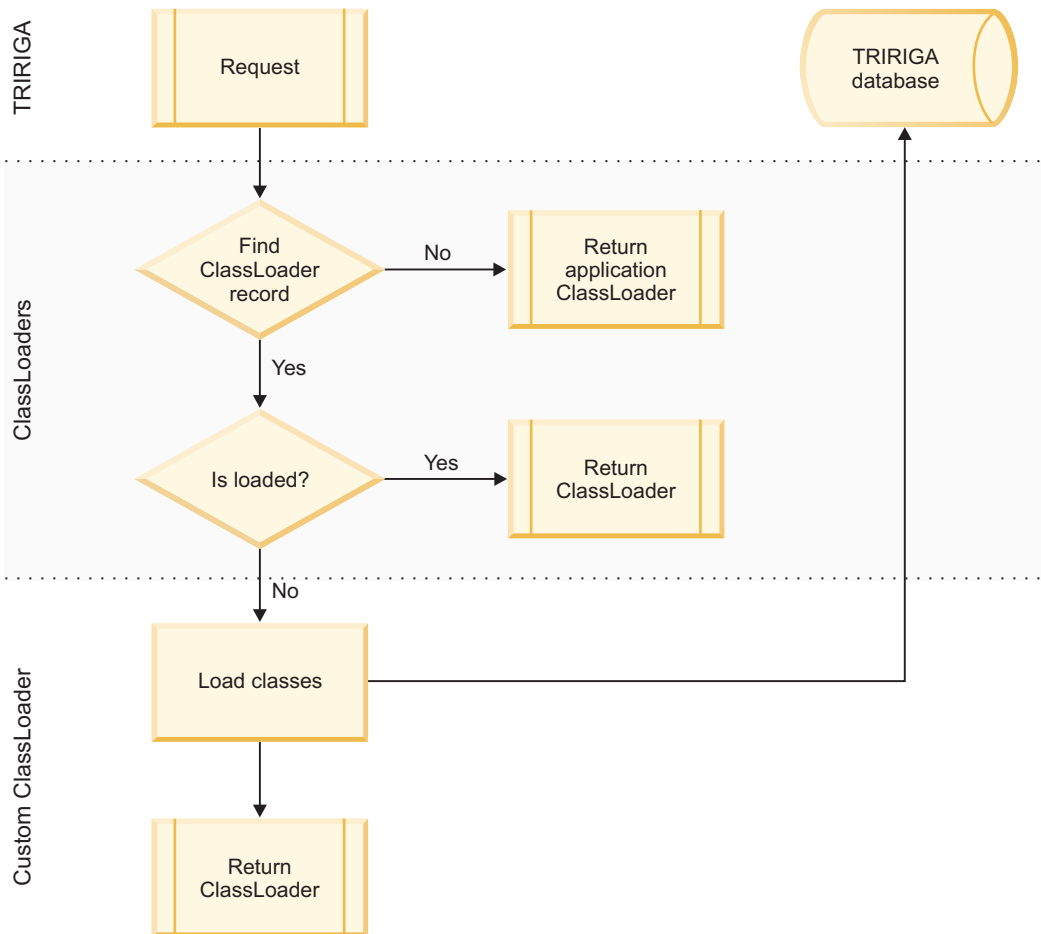 TRIRIGA
Request
TRIRIGA
database
ClassLoaders
Find
ClassLoader
record
No
Return
application
ClassLoader
Yes
Is loaded?
Yes
Return
ClassLoader
No
Custom ClassLoader
Load classes
Return
ClassLoader